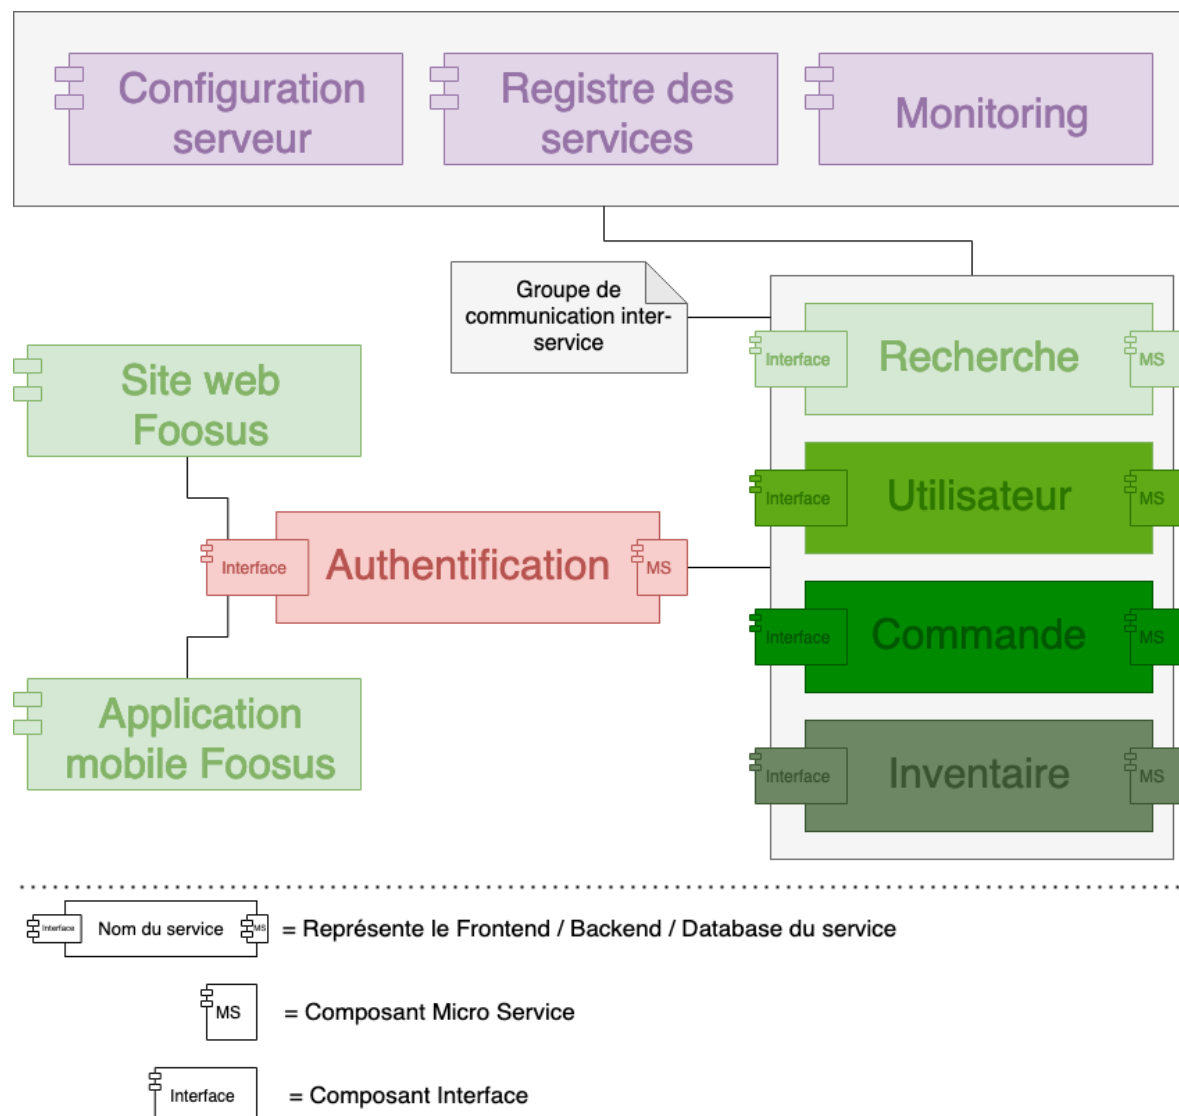 Configuration
serveur
Registre des
services
Monitoring
Groupe de
communication inter-
service
Interface
Recherche
MS
Site web
Foosus
Interface
Utilisateur
MS
Interface
Authentification
MS
Interface
Commande
MS
Application
mobile Foosus
Interface
Inventaire
MS
Interface
Nom du service
MS
= Représente le Frontend / Backend / Database du service
MS
= Composant Micro Service
Interface
= Composant Interface